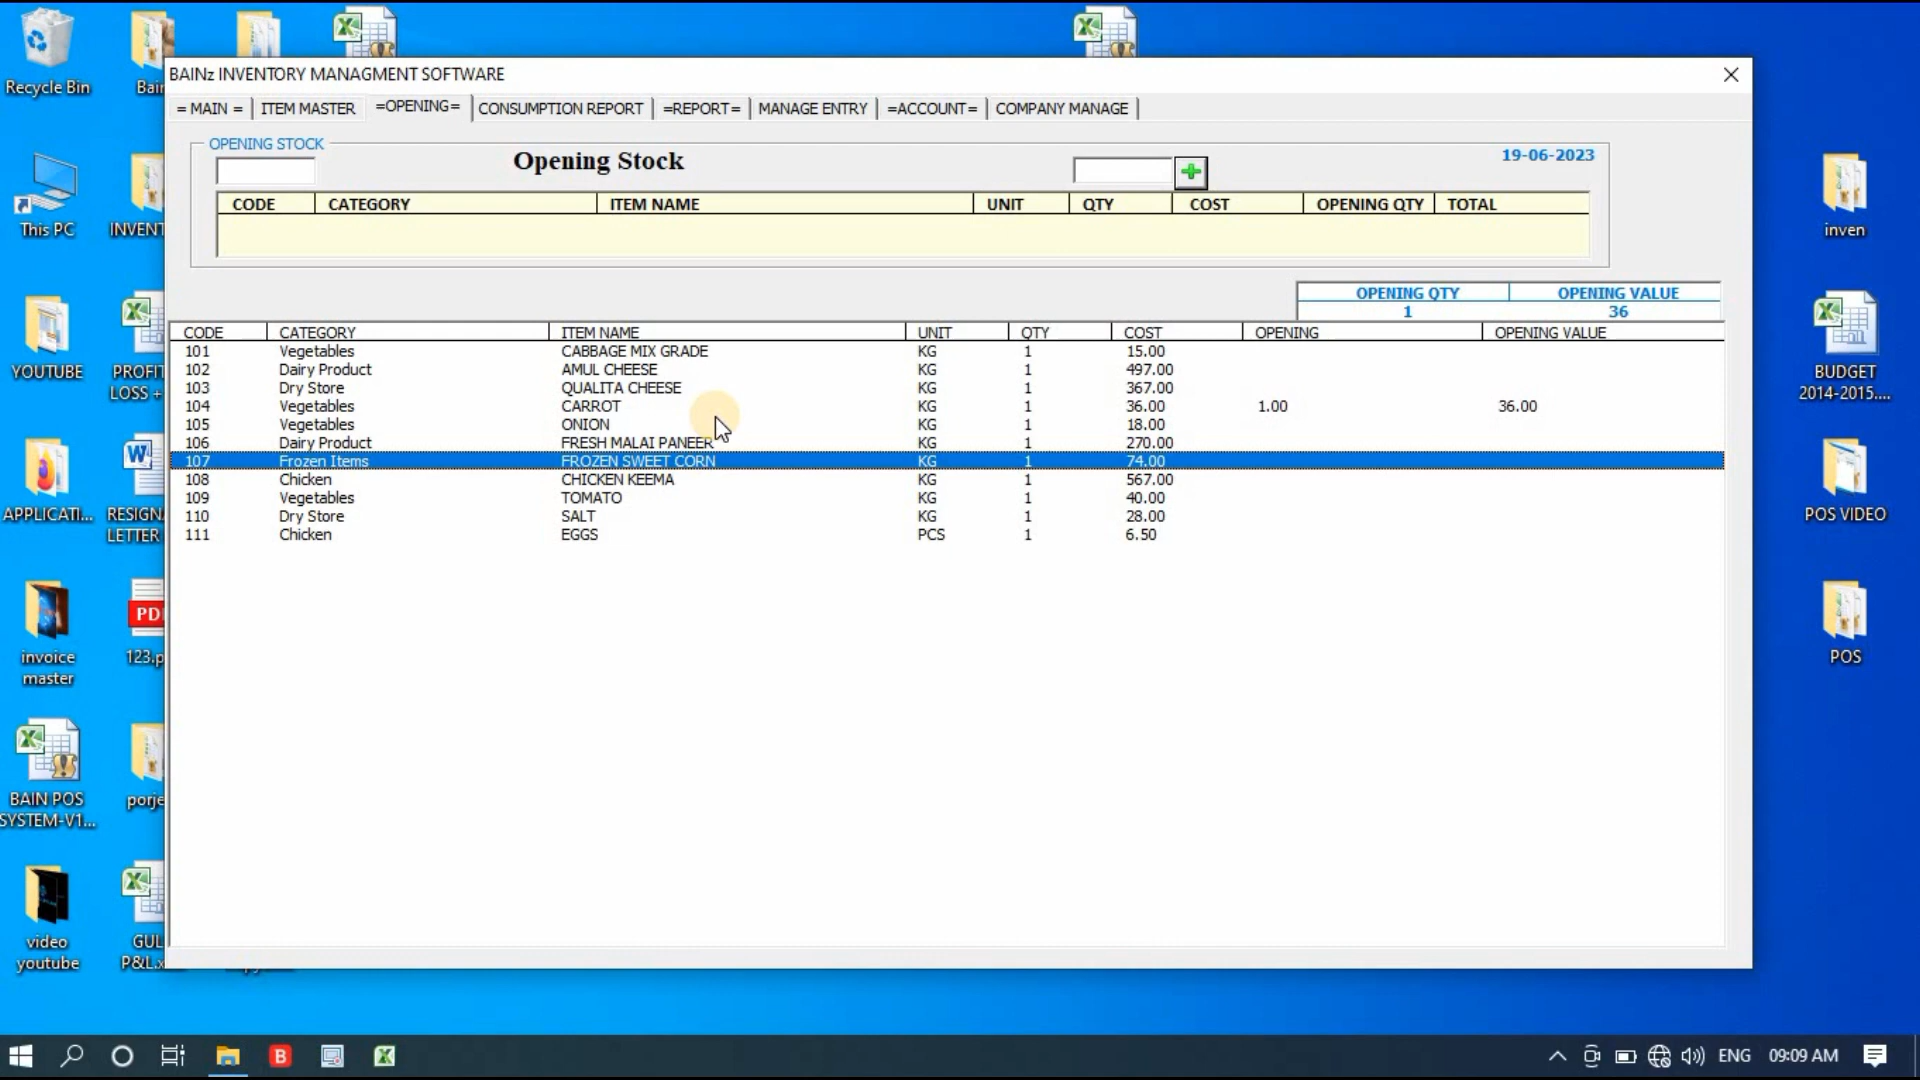 Recycle Bin
Bain
BAINz INVENTORY MANAGMENT SOFTWARE
= MAIN =
ITEM MASTER
=OPENING=
CONSUMPTION REPORT
=REPORT=
MANAGE ENTRY
=ACCOUNT=
COMPANY MANAGE
OPENING STOCK
Opening Stock
19-06-2023
CODE CATEGORY ITEM NAME UNIT QTY COST OPENING QTY TOTAL
OPENING QTY OPENING VALUE
1 36
CODE CATEGORY ITEM NAME UNIT QTY COST OPENING OPENING VALUE
101 Vegetables CABBAGE MIX GRADE KG 1 15.00
102 Dairy Product AMUL CHEESE KG 1 497.00
103 Dry Store QUALITA CHEESE KG 1 367.00
104 Vegetables CARROT KG 1 36.00 1.00 36.00
105 Vegetables ONION KG 1 18.00
106 Dairy Product FRESH MALAI PANEER KG 1 270.00
107 Frozen Items FROZEN SWEET CORN KG 1 74.00
108 Chicken CHICKEN KEEMA KG 1 567.00
109 Vegetables TOMATO KG 1 40.00
110 Dry Store SALT KG 1 28.00
111 Chicken EGGS PCS 1 6.50
This PC
INVENT
YOUTUBE
PROFIT
LOSS +
APPLICATI...
RESIGNA
LETTER
invoice
master
PDF
123.p
BAIN POS
SYSTEM-V1...
porje
video
youtube
GUL
P&L.x
inven
BUDGET
2014-2015....
POS VIDEO
POS
B
ENG
09:09 AM